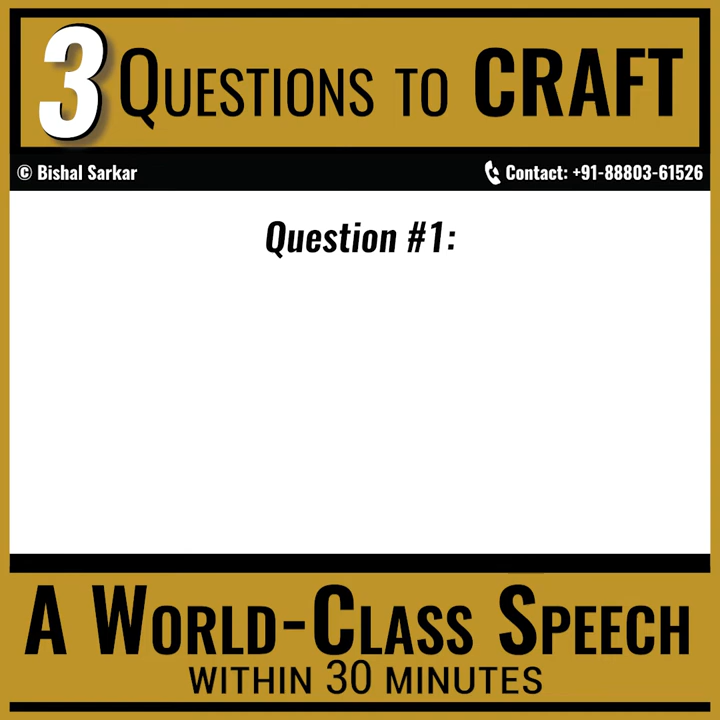 3 QUESTIONS TO CRAFT
© Bishal Sarkar Contact: +91-88803-61526
Question #1:
A WORLD-CLASS SPEECH
WITHIN 30 MINUTES